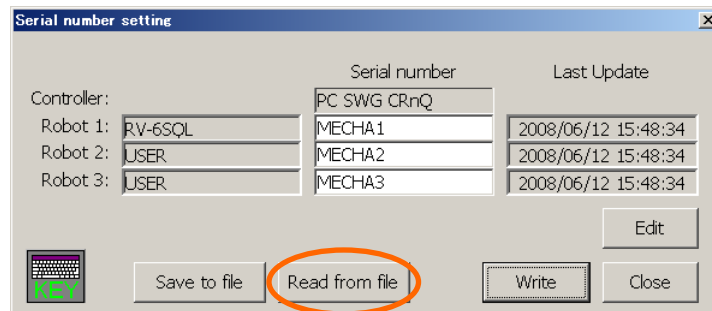 Serial number setting
Serial number Last Update
Controller: PC SWG CRnQ
Robot 1: RV-6SQL MECHA1 2008/06/12 15:48:34
Robot 2: USER MECHA2 2008/06/12 15:48:34
Robot 3: USER MECHA3 2008/06/12 15:48:34
Edit
KEY Save to file Read from file Write Close